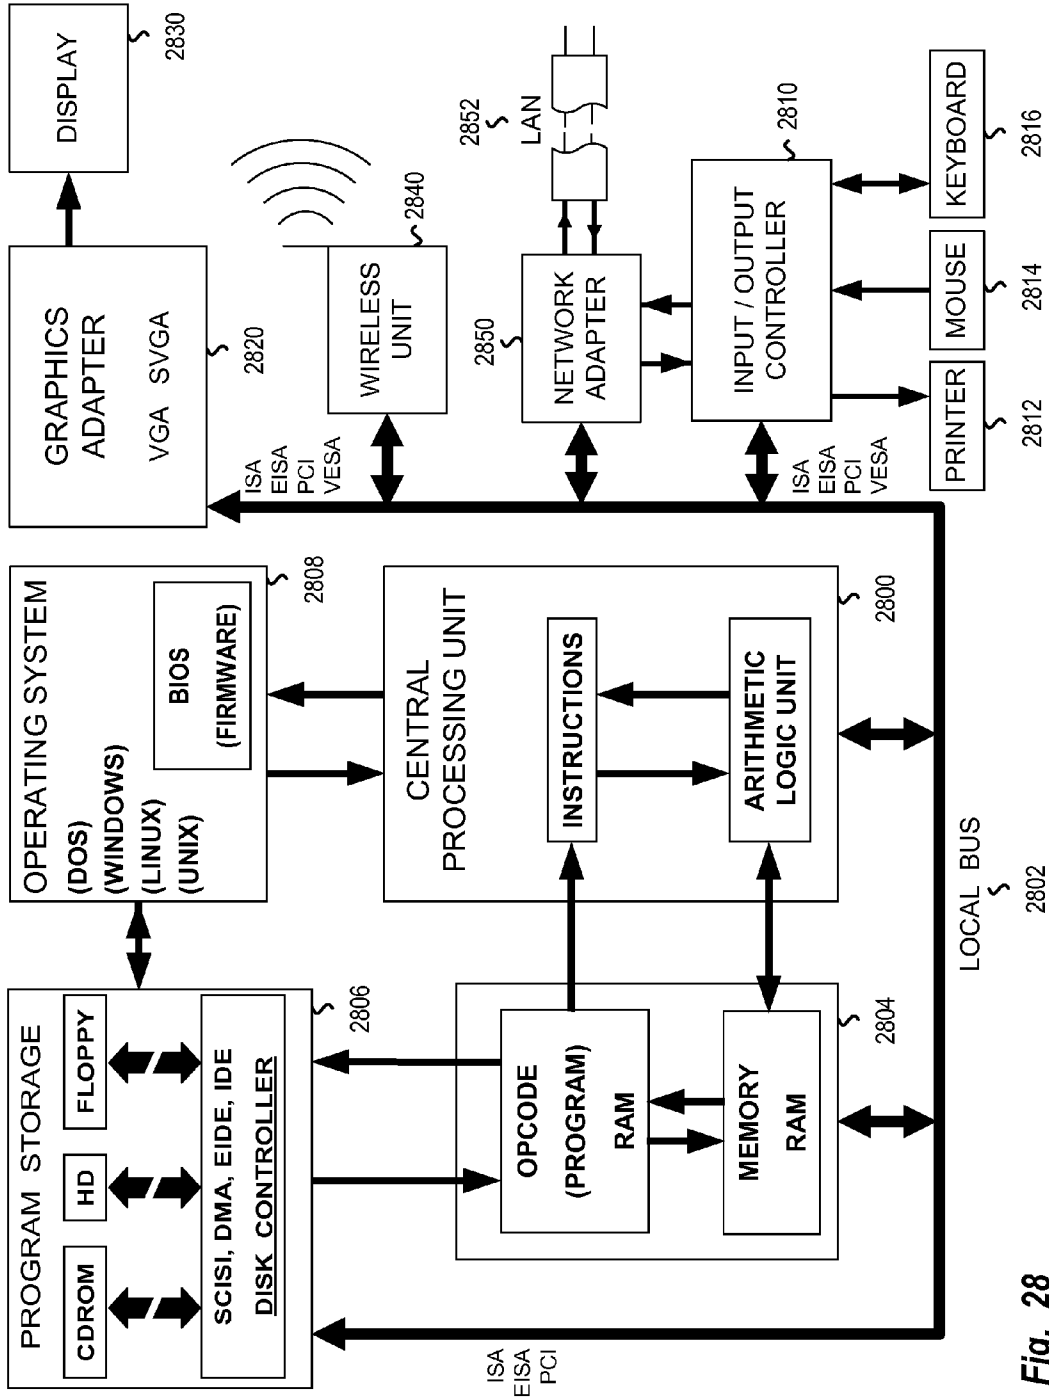 PROGRAM STORAGE
CDROM
HD
FLOPPY
SCISI, DMA, EIDE, IDE
DISK CONTROLLER
2806
OPERATING SYSTEM
(DOS)
(WINDOWS)
(LINUX)
(UNIX)
BIOS
(FIRMWARE)
2808
GRAPHICS
ADAPTER
VGA SVGA
2820
DISPLAY
2830
ISA
EISA
PCI
VESA
WIRELESS
UNIT
2840
ISA
EISA
PCI
OPCODE
(PROGRAM)
RAM
MEMORY
RAM
2804
CENTRAL
PROCESSING UNIT
INSTRUCTIONS
ARITHMETIC
LOGIC UNIT
2800
2850
NETWORK
ADAPTER
2852
LAN
INPUT / OUTPUT
CONTROLLER
2810
ISA
EISA
PCI
VESA
PRINTER
2812
MOUSE
2814
KEYBOARD
2816
LOCAL BUS
2802
Fig. 28